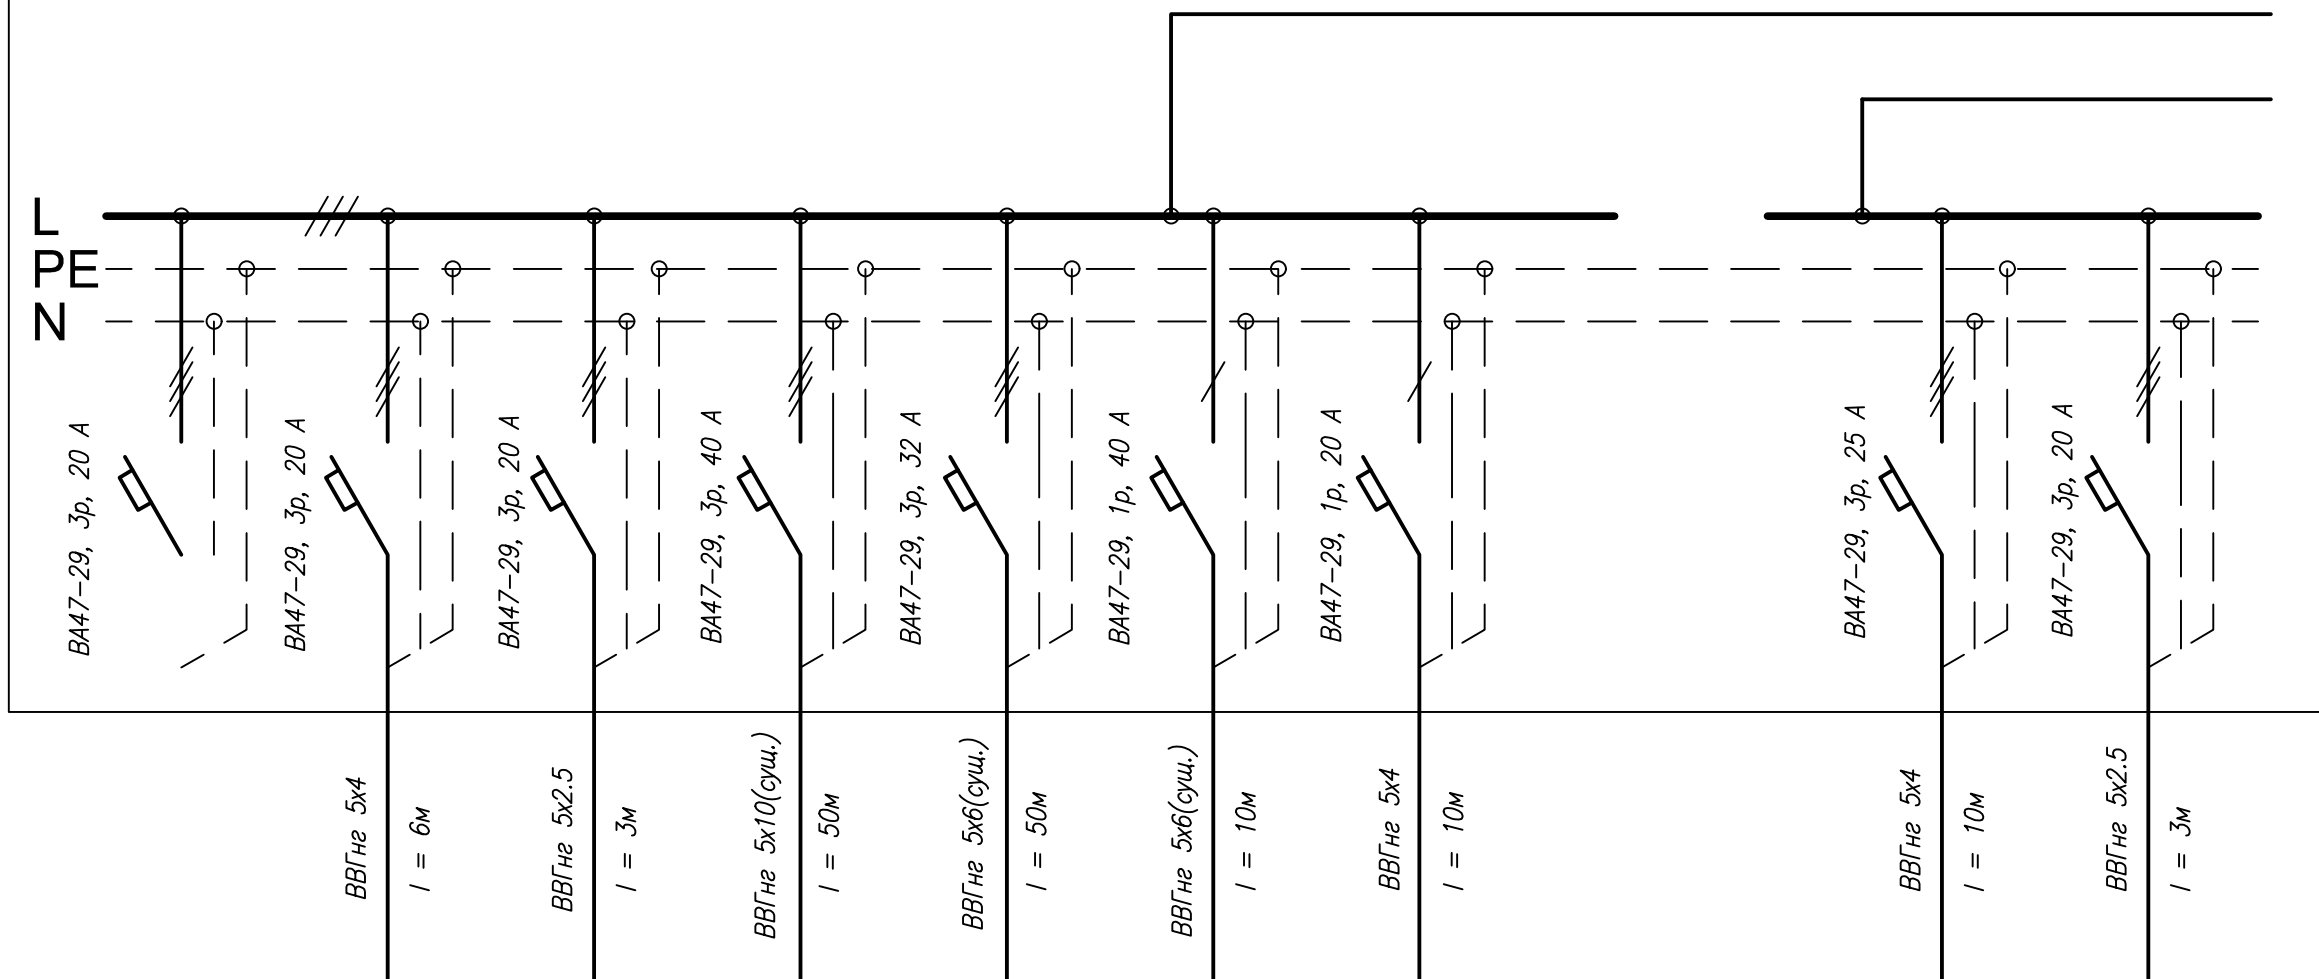 L
PE
N
ВА47-29, 3р, 20 А
ВА47-29, 3р, 20 А
ВА47-29, 3р, 20 А
ВА47-29, 3р, 40 А
ВА47-29, 3р, 32 А
ВА47-29, 1р, 40 А
ВА47-29, 1р, 20 А
ВА47-29, 3р, 25 А
ВА47-29, 3р, 20 А
ВВГнг 5х4
l = 6м
ВВГнг 5х2.5
l = 3м
ВВГнг 5х10(сущ.)
l = 50м
ВВГнг 5х6(сущ.)
l = 50м
ВВГнг 5х6(сущ.)
l = 10м
ВВГнг 5х4
l = 10м
ВВГнг 5х4
l = 10м
ВВГнг 5х2.5
l = 3м